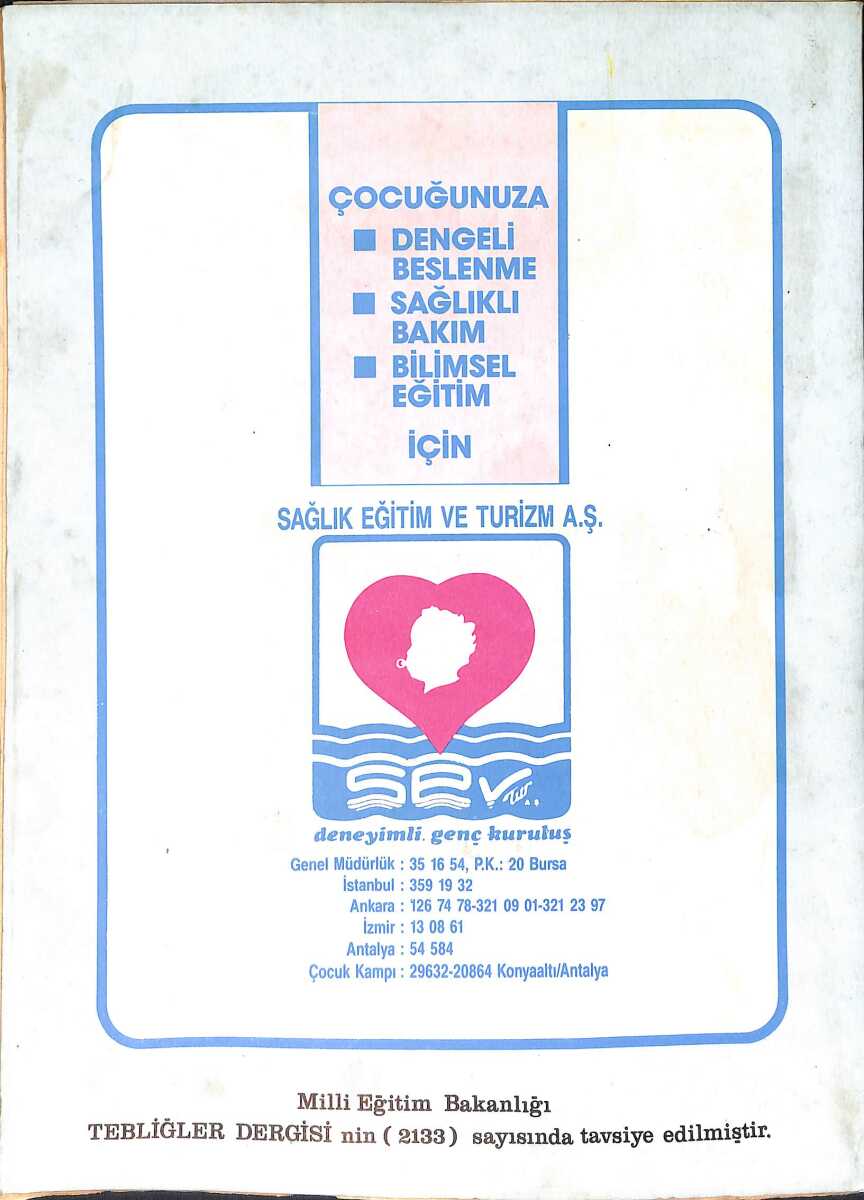 ÇOCUĞUNUZA
■ DENGELİ
BESLENME
■ SAĞLIKLI
BAKIM
■ BİLİMSEL
EĞİTİM
İÇİN
SAĞLIK EĞİTİM VE TURİZM A.Ş.
sev tur A.Ş
deneyimli. genç kuruluş
Genel Müdürlük : 35 16 54, P.K.: 20 Bursa
İstanbul : 359 19 32
Ankara : 126 74 78-321 09 01-321 23 97
İzmir : 13 08 61
Antalya : 54 584
Çocuk Kampı : 29632-20864 Konyaaltı/Antalya
Milli Eğitim Bakanlığı
TEBLİĞLER DERGİSİ nin ( 2133 ) sayısında tavsiye edilmiştir.